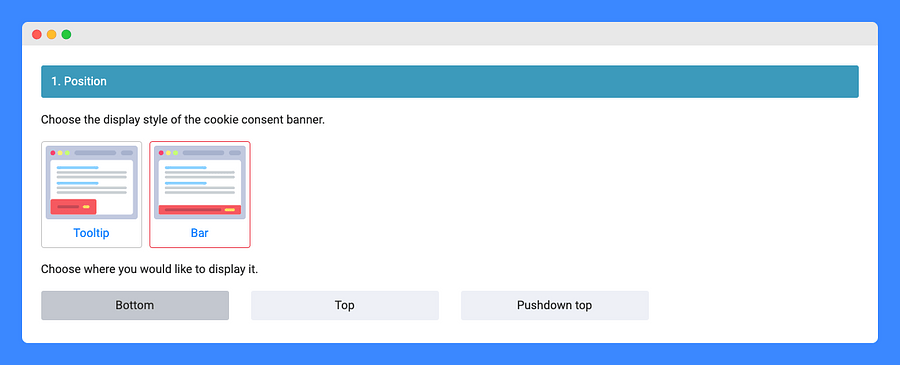 1. Position
Choose the display style of the cookie consent banner.
Tooltip
Bar
Choose where you would like to display it.
Bottom
Top
Pushdown top